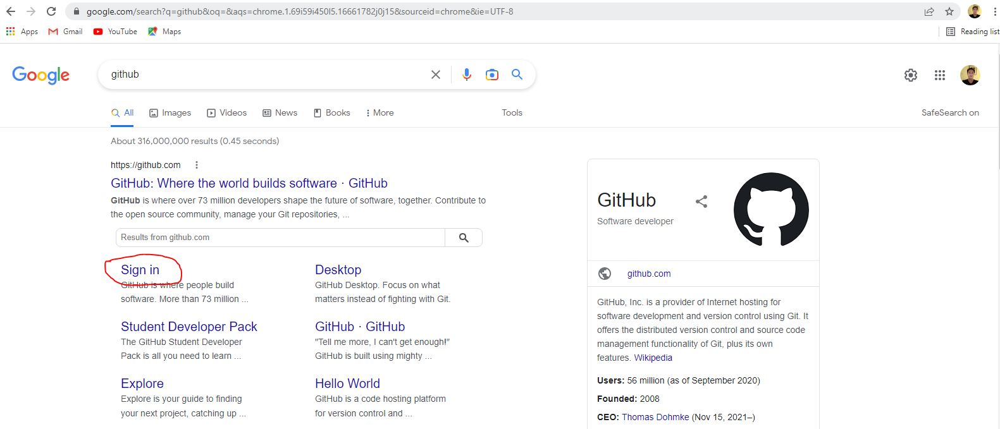 google.com/search?q=github&oq=&aqs=chrome.1.69i59i450l5.16661782j0j15&sourceid=chrome&ie=UTF-8
Apps Gmail YouTube Maps Reading list
Google github
All Images Videos News Books More Tools SafeSearch on
About 316,000,000 results (0.45 seconds)
https://github.com
GitHub: Where the world builds software · GitHub
GitHub is where over 73 million developers shape the future of software, together. Contribute to
the open source community, manage your Git repositories, ...
Results from github.com
Sign in
GitHub is where people build
software. More than 73 million ...
Desktop
GitHub Desktop. Focus on what
matters instead of fighting with Git.
Student Developer Pack
The GitHub Student Developer
Pack is all you need to learn ...
GitHub · GitHub
"Tell me more, I can't get enough!"
GitHub is built using mighty ...
Explore
Explore is your guide to finding
your next project, catching up ...
Hello World
GitHub is a code hosting platform
for version control and ...
GitHub
Software developer
github.com
GitHub, Inc. is a provider of Internet hosting for
software development and version control using Git. It
offers the distributed version control and source code
management functionality of Git, plus its own
features. Wikipedia
Users: 56 million (as of September 2020)
Founded: 2008
CEO: Thomas Dohmke (Nov 15, 2021–)